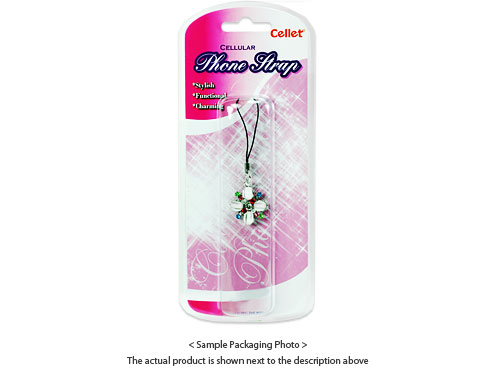 Cellet
CELLULAR
Phone Strap
*Stylish
*Functional
*Charming
C
Pho
< Sample Packaging Photo >
The actual product is shown next to the description above